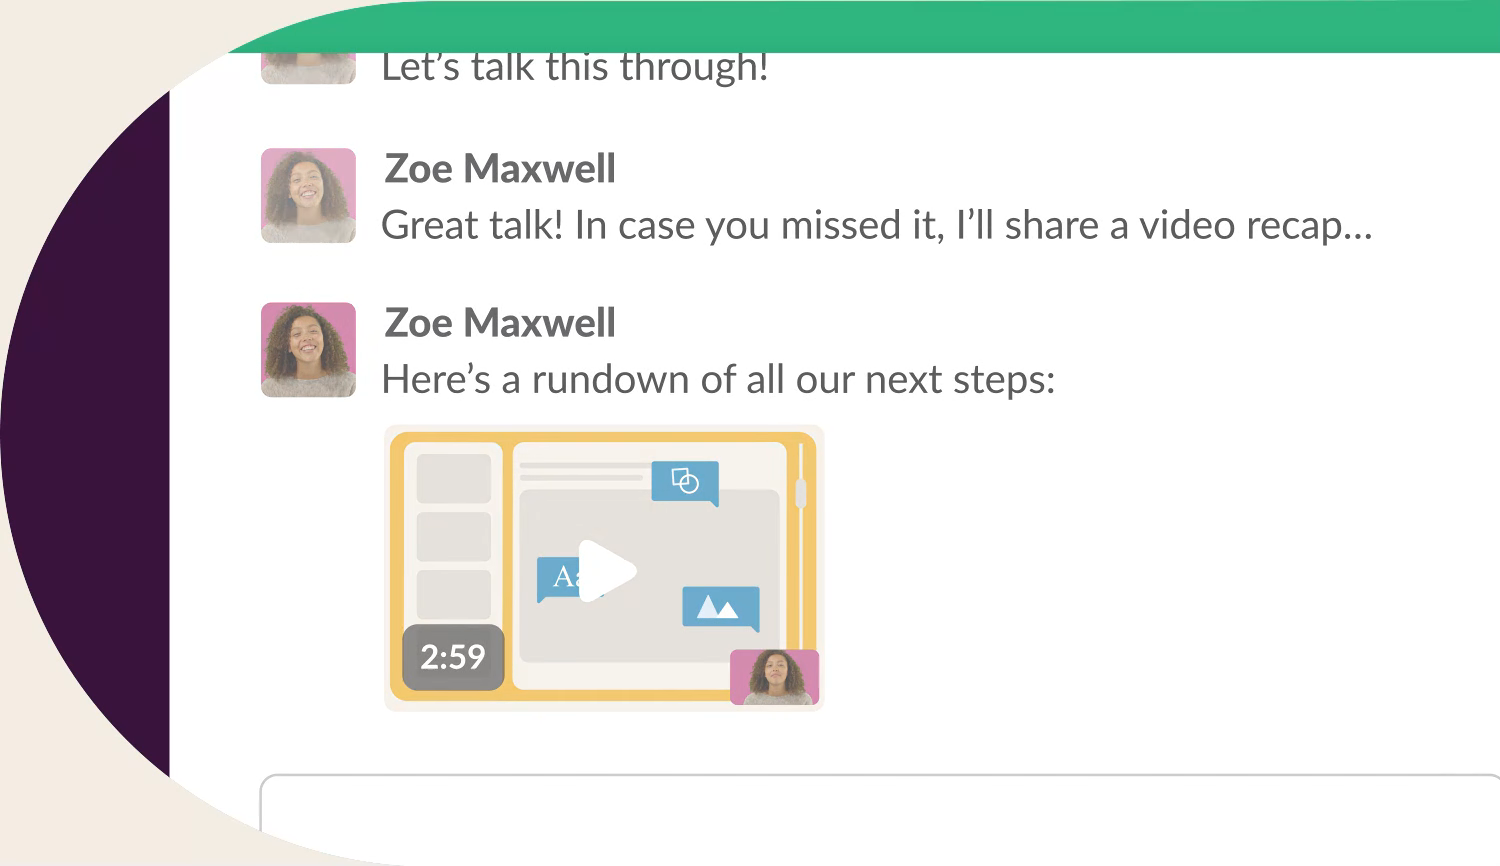 Let’s talk this through!
Zoe Maxwell
Great talk! In case you missed it, I’ll share a video recap...
Zoe Maxwell
Here’s a rundown of all our next steps:
Aa
2:59